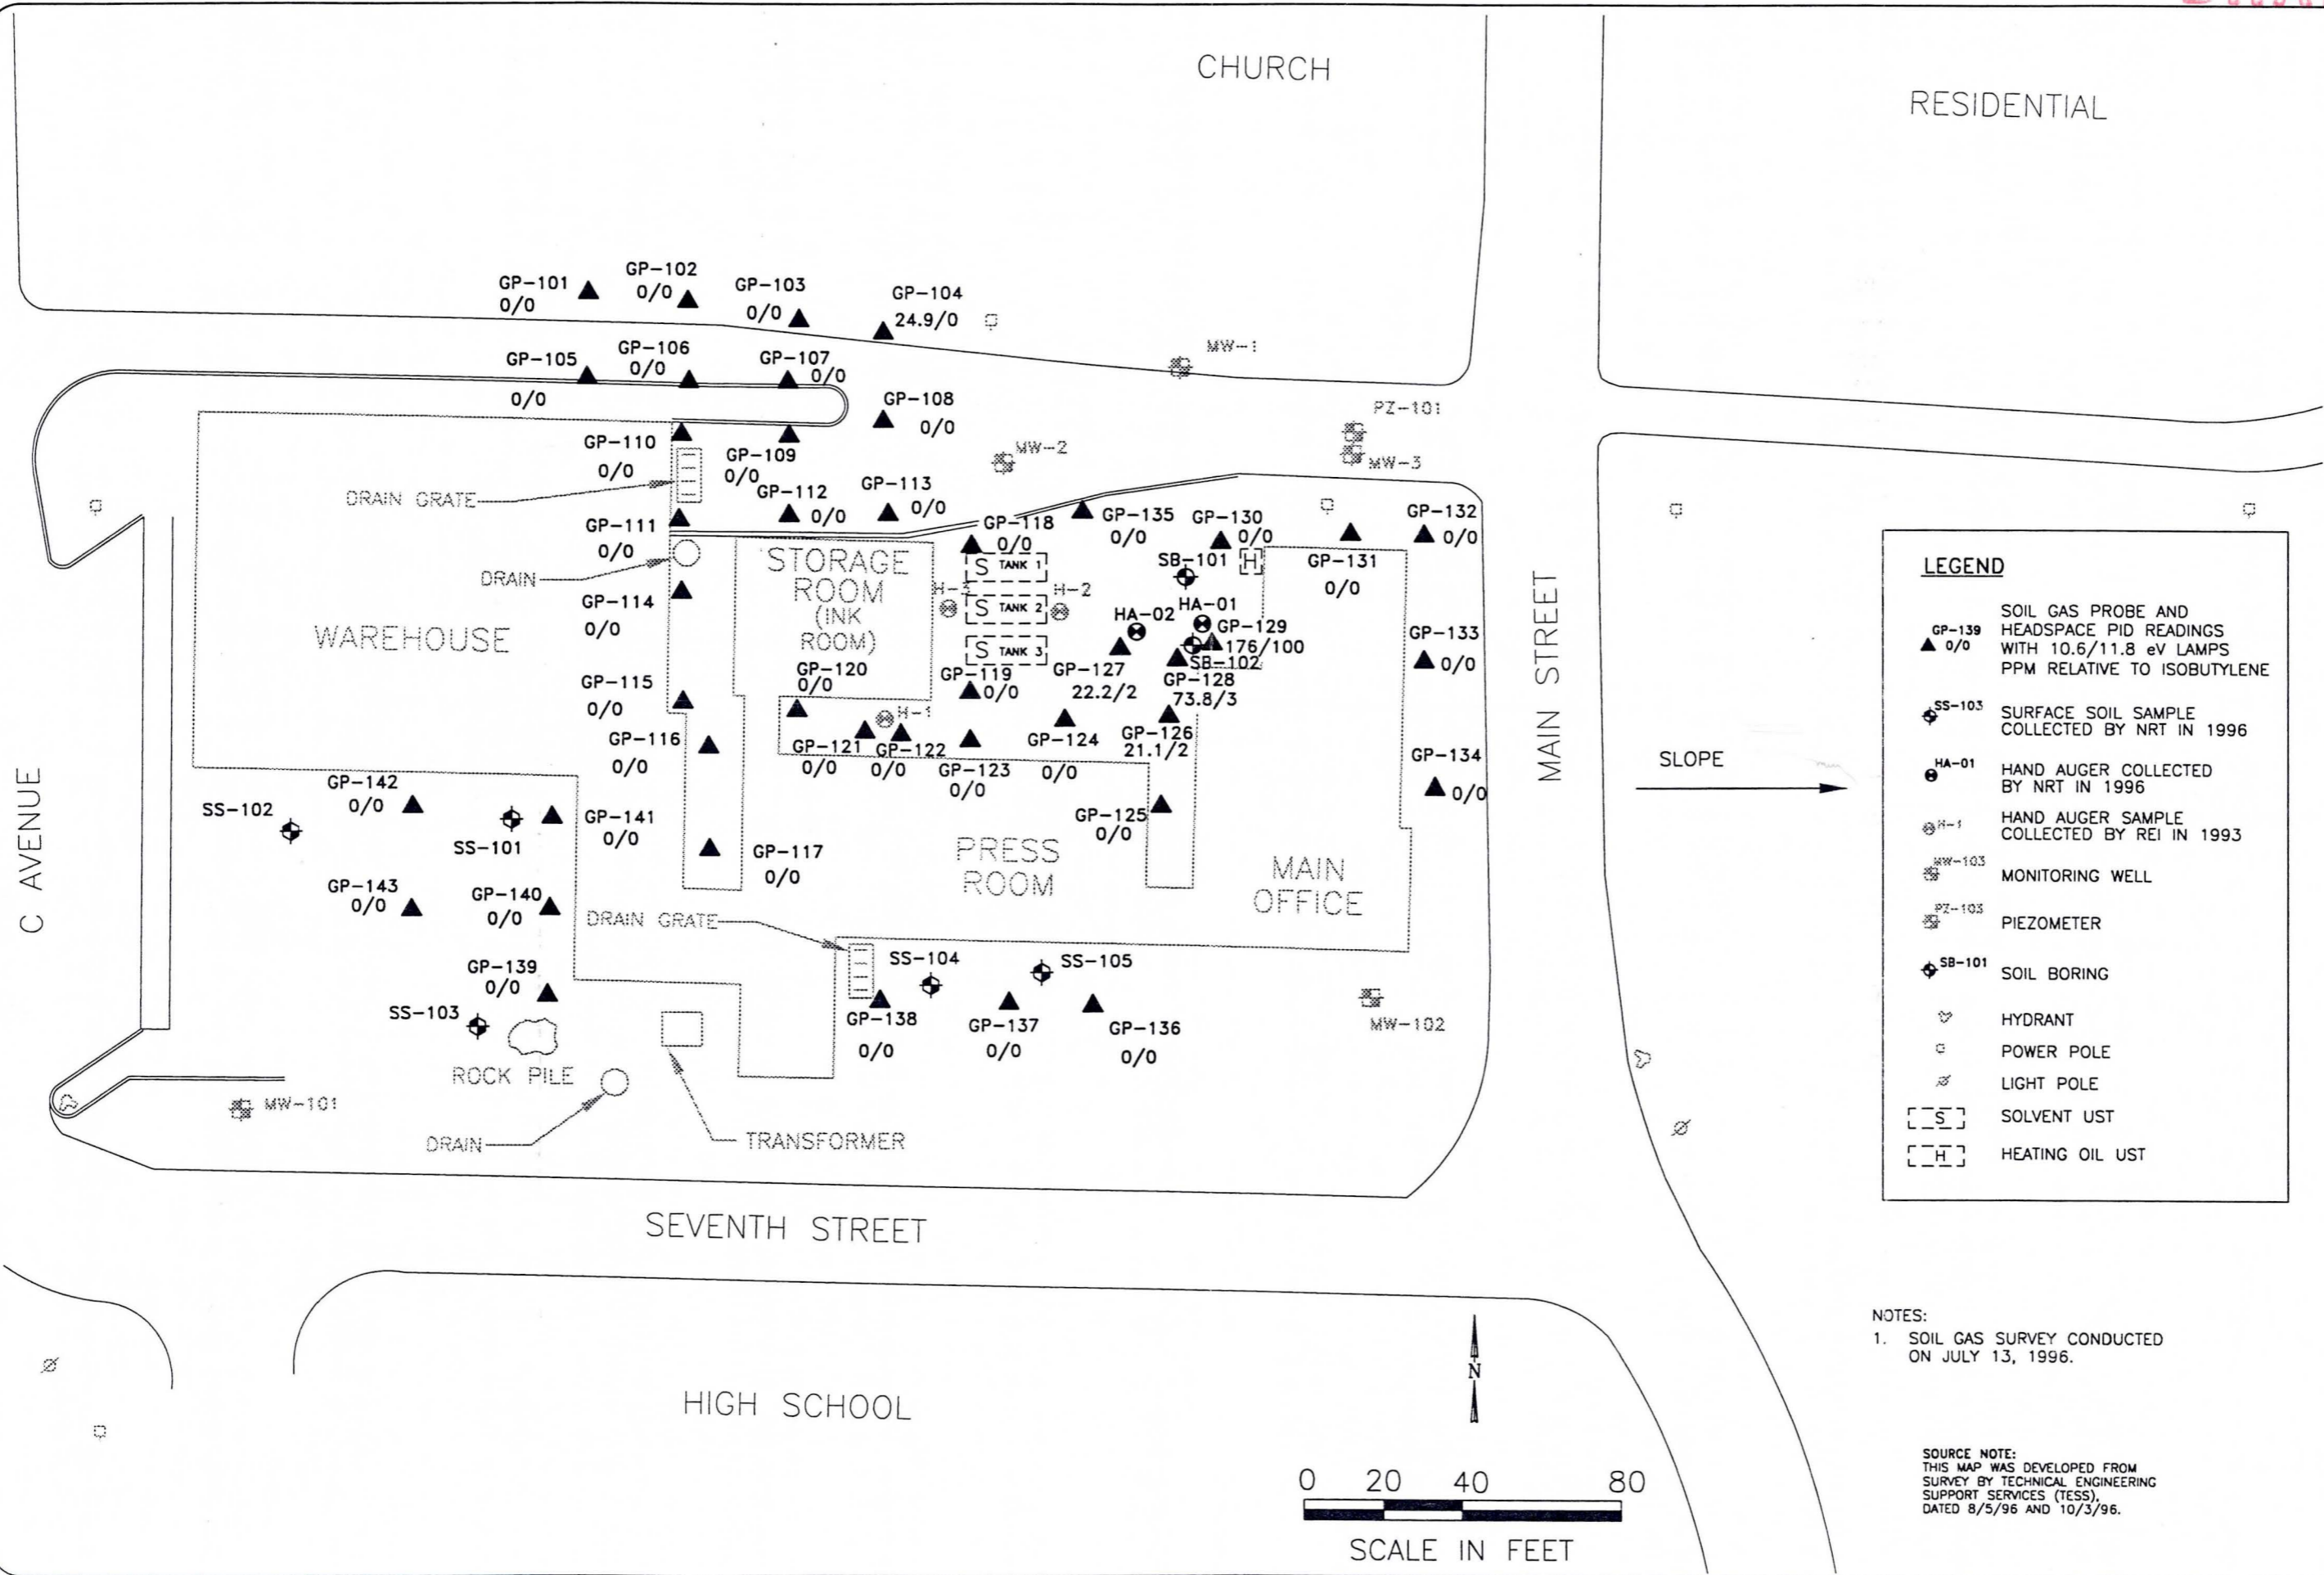 CHURCH
RESIDENTIAL
GP-101
0/0
GP-102
0/0
GP-103
0/0
GP-104
24.9/0
MW-1
GP-105
0/0
GP-106
0/0
GP-107
0/0
GP-108
0/0
PZ-101
MW-3
MW-2
GP-110
0/0
GP-109
0/0
DRAIN GRATE
GP-112
0/0
GP-113
0/0
GP-111
0/0
DRAIN
GP-118
0/0
GP-135
0/0
GP-130
0/0
GP-132
0/0
GP-131
0/0
SB-101
H
STORAGE
ROOM
(INK
ROOM)
S TANK 1
S TANK 2
S TANK 3
H-3
H-2
HA-02
HA-01
GP-129
176/100
SB-102
GP-114
0/0
WAREHOUSE
GP-133
0/0
GP-127
22.2/2
GP-128
73.8/3
GP-120
0/0
GP-119
0/0
GP-115
0/0
H-1
GP-116
0/0
GP-121
0/0
GP-122
0/0
GP-123
0/0
GP-124
0/0
GP-126
21.1/2
GP-134
0/0
MAIN STREET
SLOPE
C AVENUE
GP-142
0/0
SS-102
SS-101
GP-141
0/0
GP-125
0/0
GP-117
0/0
PRESS
ROOM
MAIN
OFFICE
GP-143
0/0
GP-140
0/0
DRAIN GRATE
GP-139
0/0
SS-104
SS-105
SS-103
GP-138
0/0
GP-137
0/0
GP-136
0/0
MW-102
ROCK PILE
MW-101
DRAIN
TRANSFORMER
SEVENTH STREET
HIGH SCHOOL
N
0 20 40 80
SCALE IN FEET
LEGEND
GP-139
0/0
SOIL GAS PROBE AND
HEADSPACE PID READINGS
WITH 10.6/11.8 eV LAMPS
PPM RELATIVE TO ISOBUTYLENE
SS-103
SURFACE SOIL SAMPLE
COLLECTED BY NRT IN 1996
HA-01
HAND AUGER COLLECTED
BY NRT IN 1996
H-1
HAND AUGER SAMPLE
COLLECTED BY REI IN 1993
MW-103
MONITORING WELL
PZ-103
PIEZOMETER
SB-101
SOIL BORING
HYDRANT
POWER POLE
LIGHT POLE
S SOLVENT UST
H HEATING OIL UST
NOTES:
1. SOIL GAS SURVEY CONDUCTED
ON JULY 13, 1996.
SOURCE NOTE:
THIS MAP WAS DEVELOPED FROM
SURVEY BY TECHNICAL ENGINEERING
SUPPORT SERVICES (TESS),
DATED 8/5/96 AND 10/3/96.